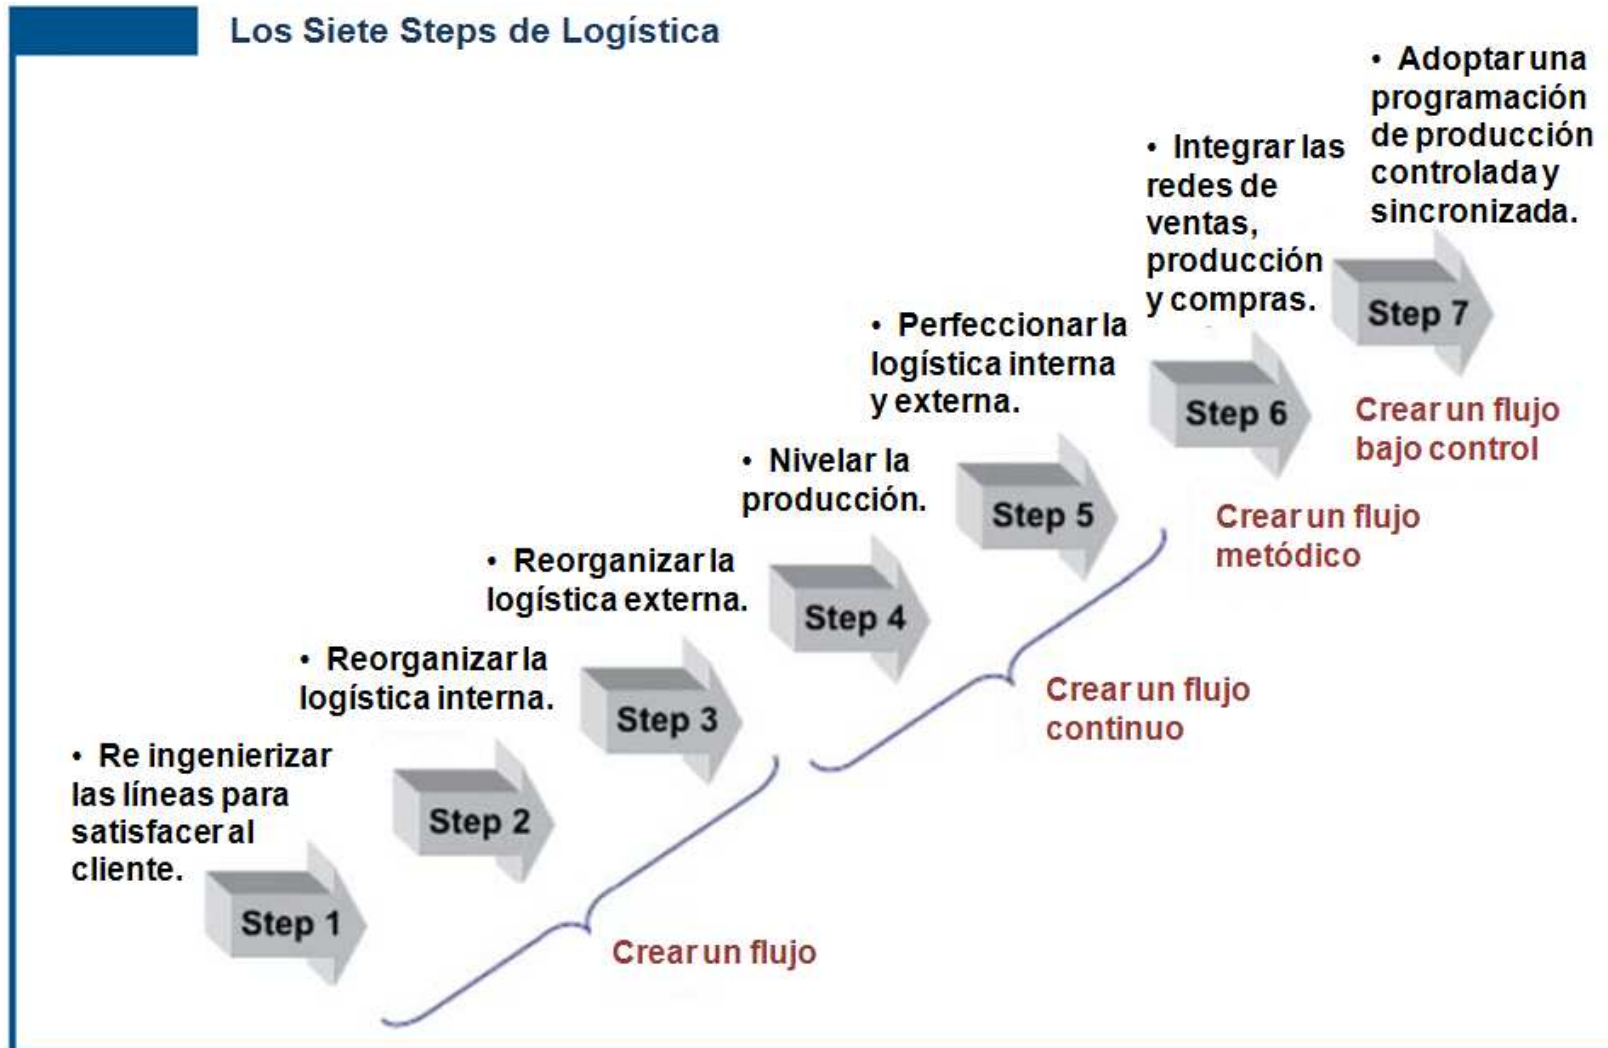 Los Siete Steps de Logística
• Re ingenierizar
las líneas para
satisfacer al
cliente.
Step 1
• Reorganizar la
logística interna.
Step 2
• Reorganizar la
logística externa.
Step 3
Crear un flujo
• Nivelar la
producción.
Step 4
• Perfeccionar la
logística interna
y externa.
Step 5
Crear un flujo
continuo
• Integrar las
redes de
ventas,
producción
y compras.
Step 6
Crear un flujo
metódico
• Adoptar una
programación
de producción
controlada y
sincronizada.
Step 7
Crear un flujo
bajo control